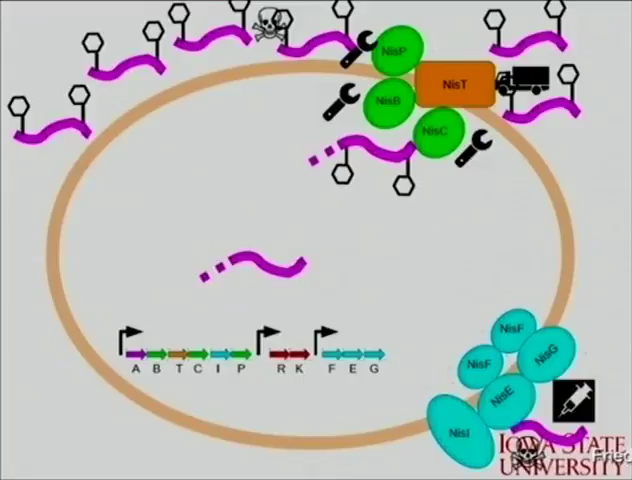 NisP
NisT
NisB
NisC
NisF
NisG
NisF
NisE
NisI
A B T C I P R K F E G
IOWA STATE
UNIVERSITY